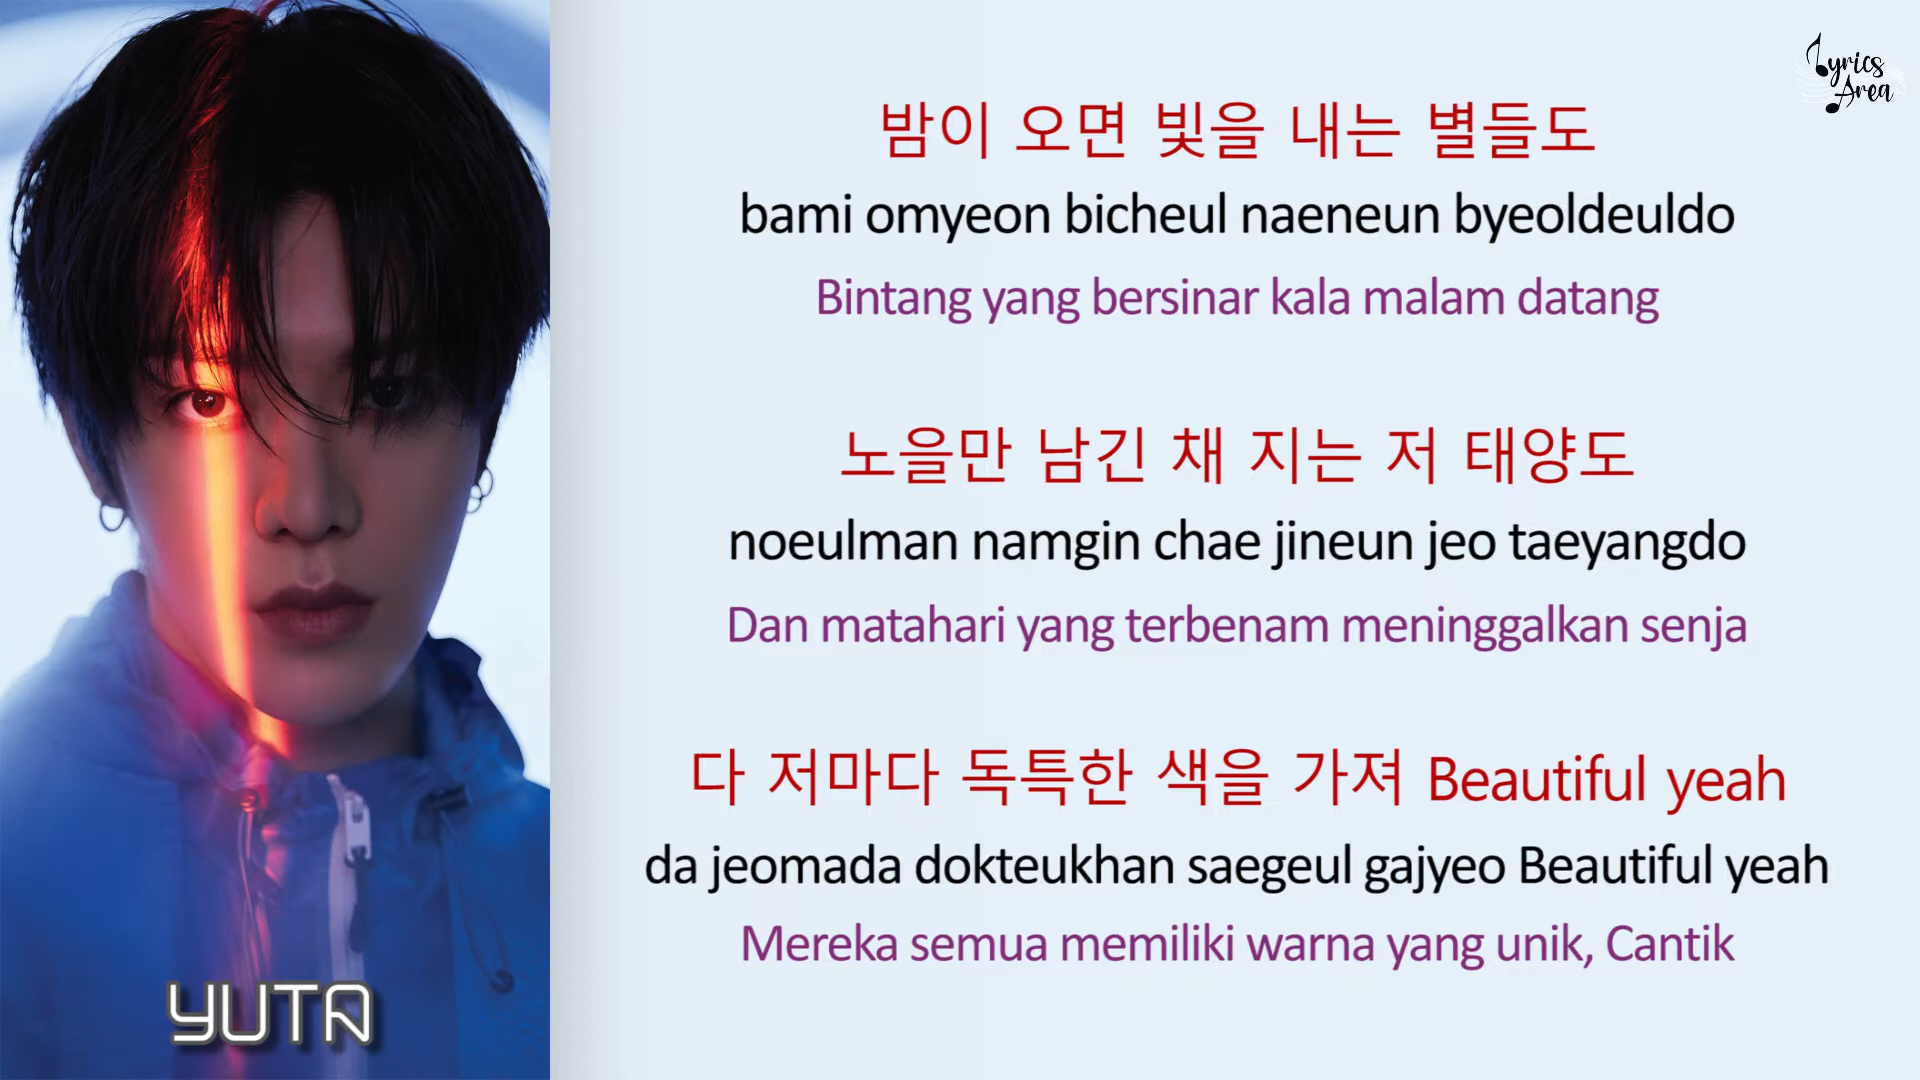 Lyrics
Area
밤이 오면 빛을 내는 별들도
bami omyeon bicheul naeneun byeoldeuldo
Bintang yang bersinar kala malam datang
노을만 남긴 채 지는 저 태양도
noeulman namgin chae jineun jeo taeyangdo
Dan matahari yang terbenam meninggalkan senja
다 저마다 독특한 색을 가져 Beautiful yeah
da jeomada dokteukhan saegeul gajyeo Beautiful yeah
Mereka semua memiliki warna yang unik, Cantik
YUTA